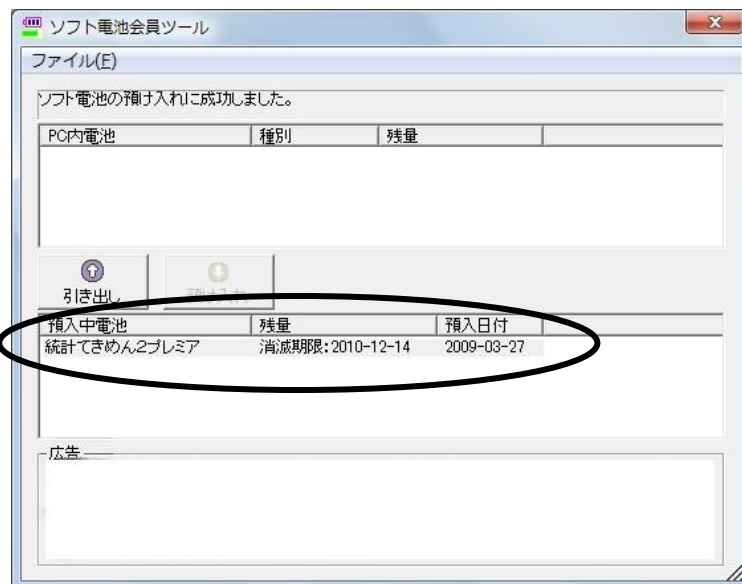 ソフト電池会員ツール
ファイル(F)
ソフト電池の預け入れに成功しました。
PC内電池 種別 残量
引き出し 預け入れ
預入中電池 残量 預入日付
統計てきめん2プレミア 消滅期限:2010-12-14 2009-03-27
広告